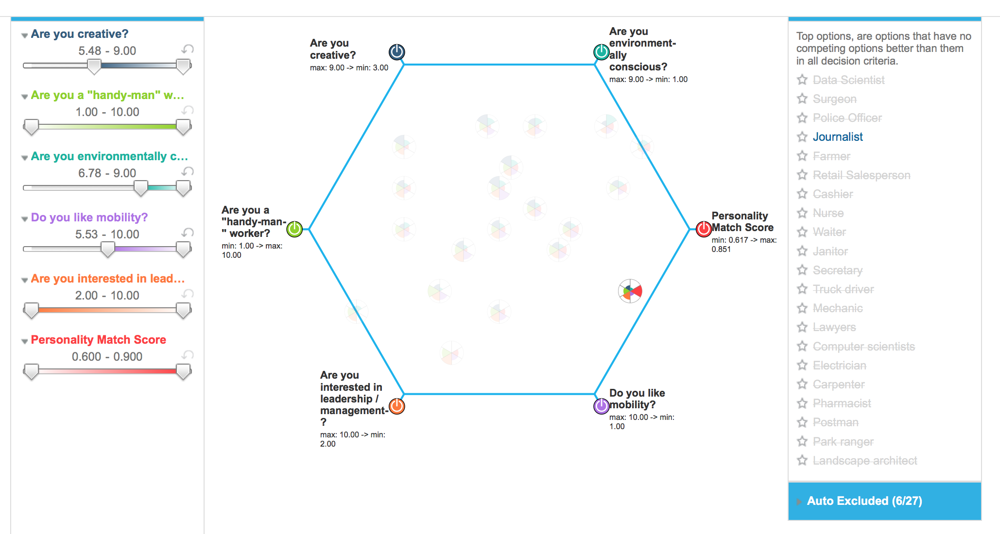 Are you creative?
5.48 - 9.00
Are you a "handy-man" w...
1.00 - 10.00
Are you environmentally c...
6.78 - 9.00
Do you like mobility?
5.53 - 10.00
Are you interested in lead...
2.00 - 10.00
Personality Match Score
0.600 - 0.900
Are you
creative?
max: 9.00 -> min: 3.00
Are you
environment-
ally
conscious?
max: 9.00 -> min: 1.00
Are you a
"handy-man-
" worker?
min: 1.00 -> max:
10.00
Personality
Match Score
min: 0.617 -> max:
0.851
Are you
interested in
leadership /
management-
?
max: 10.00 -> min:
2.00
Do you like
mobility?
max: 10.00 -> min:
1.00
Top options, are options that have no
competing options better than them
in all decision criteria.
Data Scientist
Surgeon
Police Officer
Journalist
Farmer
Retail Salesperson
Cashier
Nurse
Waiter
Janitor
Secretary
Truck driver
Mechanic
Lawyers
Computer scientists
Electrician
Carpenter
Pharmacist
Postman
Park ranger
Landscape architect
Auto Excluded (6/27)